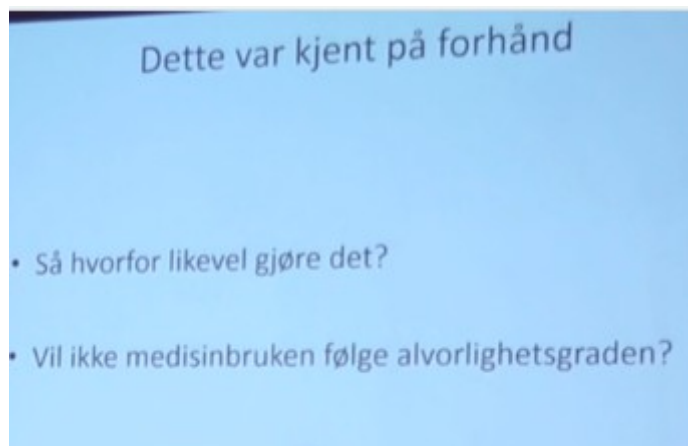 Dette var kjent på forhånd
• Så hvorfor likevel gjøre det?
• Vil ikke medisinbruken følge alvorlighetsgraden?